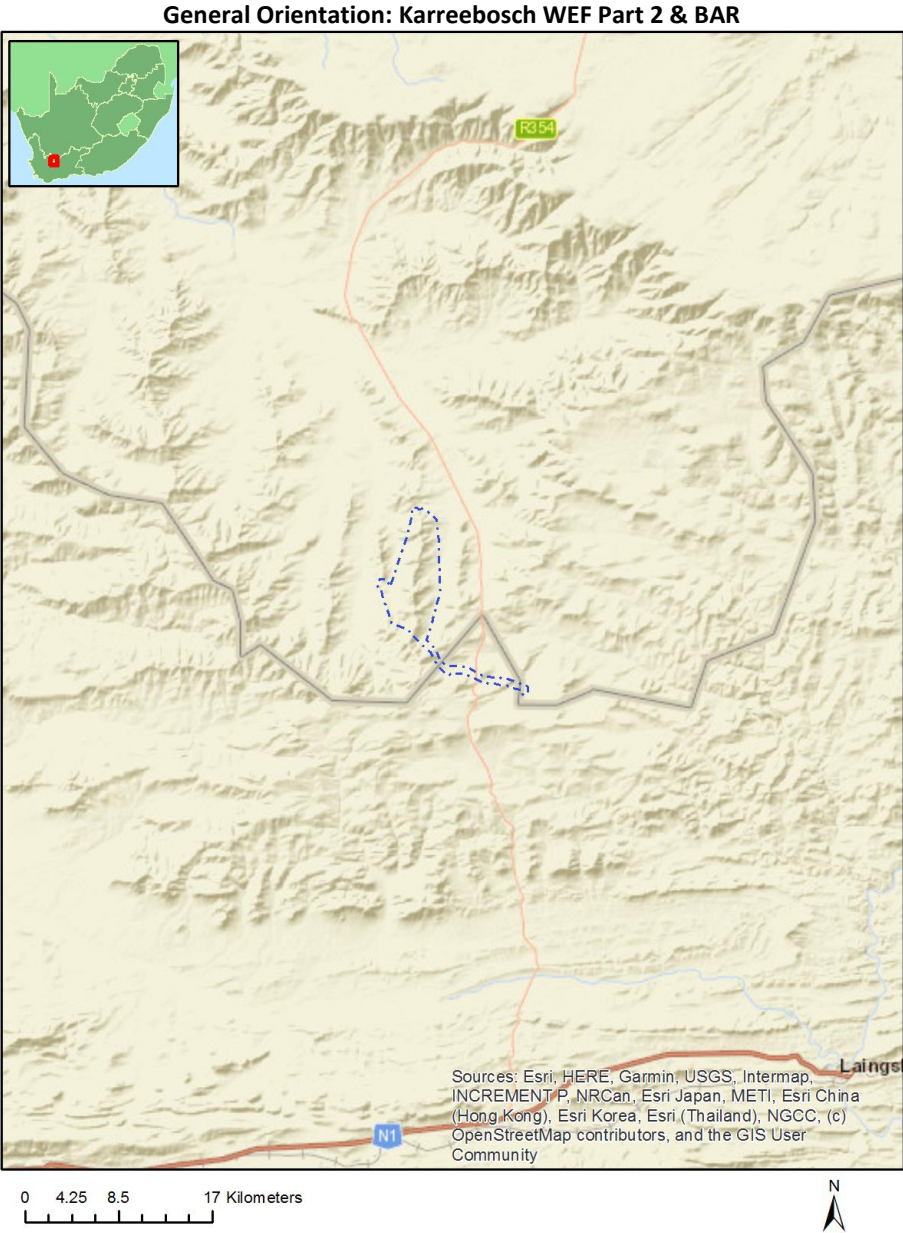 General Orientation: Karreebosch WEF Part 2 & BAR
R354
Laings
Sources: Esri, HERE, Garmin, USGS, Intermap,
INCREMENT P, NRCan, Esri Japan, METI, Esri China
(Hong Kong), Esri Korea, Esri (Thailand), NGCC, (c)
OpenStreetMap contributors, and the GIS User
Community
N1
0 4.25 8.5 17 Kilometers
N